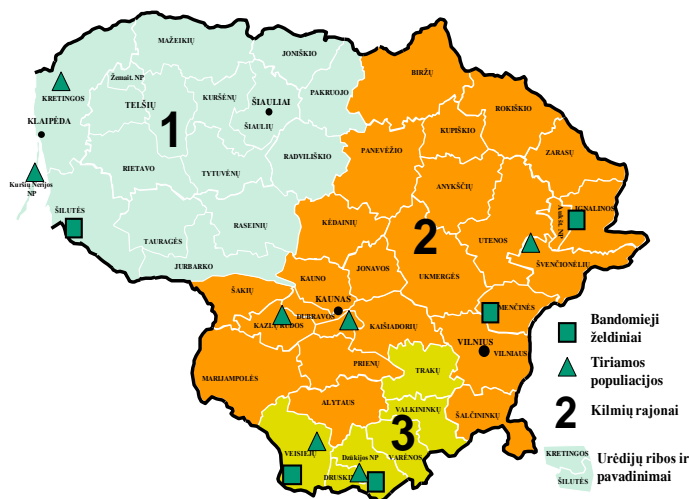 MAŽEIKIŲ
JONIŠKIO
Žemait. NP
KRETINGOS
TELŠIŲ
KURŠĖNŲ
ŠIAULIAI
PAKRUOJO
BIRŽŲ
ROKIŠKIO
KLAIPĖDA
1
ŠIAULIŲ
KUPIŠKIO
PANEVĖŽIO
ZARASŲ
RADVILIŠKIO
RIETAVO
TYTUVĖNŲ
ANYKŠČIŲ
Kuršių Nerijos
NP
IGNALINOS
ŠILUTĖS
RASEINIŲ
KĖDAINIŲ
2
UTENOS
TAURAGĖS
ŠVENČIONĖLIŲ
JURBARKO
KAUNO
JONAVOS
UKMERGĖS
ŠAKIŲ
KAUNAS
MENČINĖS
DUBRAVOS
KAZLŲ RŪDOS
KAIŠIADORIŲ
VILNIUS
VILNIAUS
PRIENŲ
TRAKŲ
MARIJAMPOLĖS
ALYTAUS
VALKININKŲ
ŠALČININKŲ
3
VEISIEJŲ
Dzūkijos NP
VARĖNOS
DRUSKI
Bandomieji
želdiniai
Tiriamos
populiacijos
2 Kilmių rajonai
KRETINGOS
ŠILUTĖS
Urėdijų ribos ir
pavadinimai